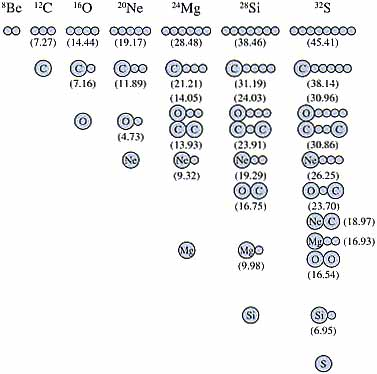 ⁸Be ¹²C ¹⁶O ²⁰Ne ²⁴Mg ²⁸Si ³²S
(7.27) (14.44) (19.17) (28.48) (38.46) (45.41)
C C C C C C
(7.16) (11.89) (21.21) (31.19) (38.14)
(14.05) (24.03) (30.96)
O O O O O
C C C C C C
(4.73) (13.93) (23.91) (30.86)
Ne Ne Ne Ne
(9.32) (19.29) (26.25)
O C O C
(16.75) (23.70)
Ne C (18.97)
Mg Mg Mg (16.93)
O O
(9.98) (16.54)
Si Si
(6.95)
S